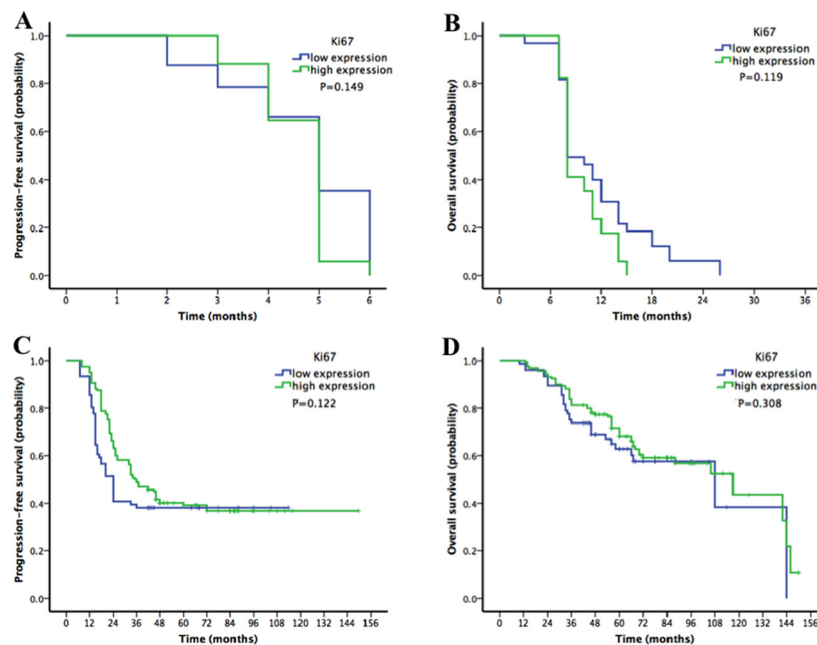 A
Ki67
low expression
high expression
P=0.149
Progression-free survival (probability)
1.0
0.8
0.6
0.4
0.2
0.0
0 1 2 3 4 5 6
Time (months)
B
Ki67
low expression
high expression
P=0.119
Overall survival (probability)
1.0
0.8
0.6
0.4
0.2
0.0
0 6 12 18 24 30 36
Time (months)
C
Ki67
low expression
high expression
P=0.122
Progression-free survival (probability)
1.0
0.8
0.6
0.4
0.2
0.0
0 12 24 36 48 60 72 84 96 108 120 132 144 156
Time (months)
D
Ki67
low expression
high expression
P=0.308
Overall survival (probability)
1.0
0.8
0.6
0.4
0.2
0.0
0 12 24 36 48 60 72 84 96 108 120 132 144 156
Time (months)